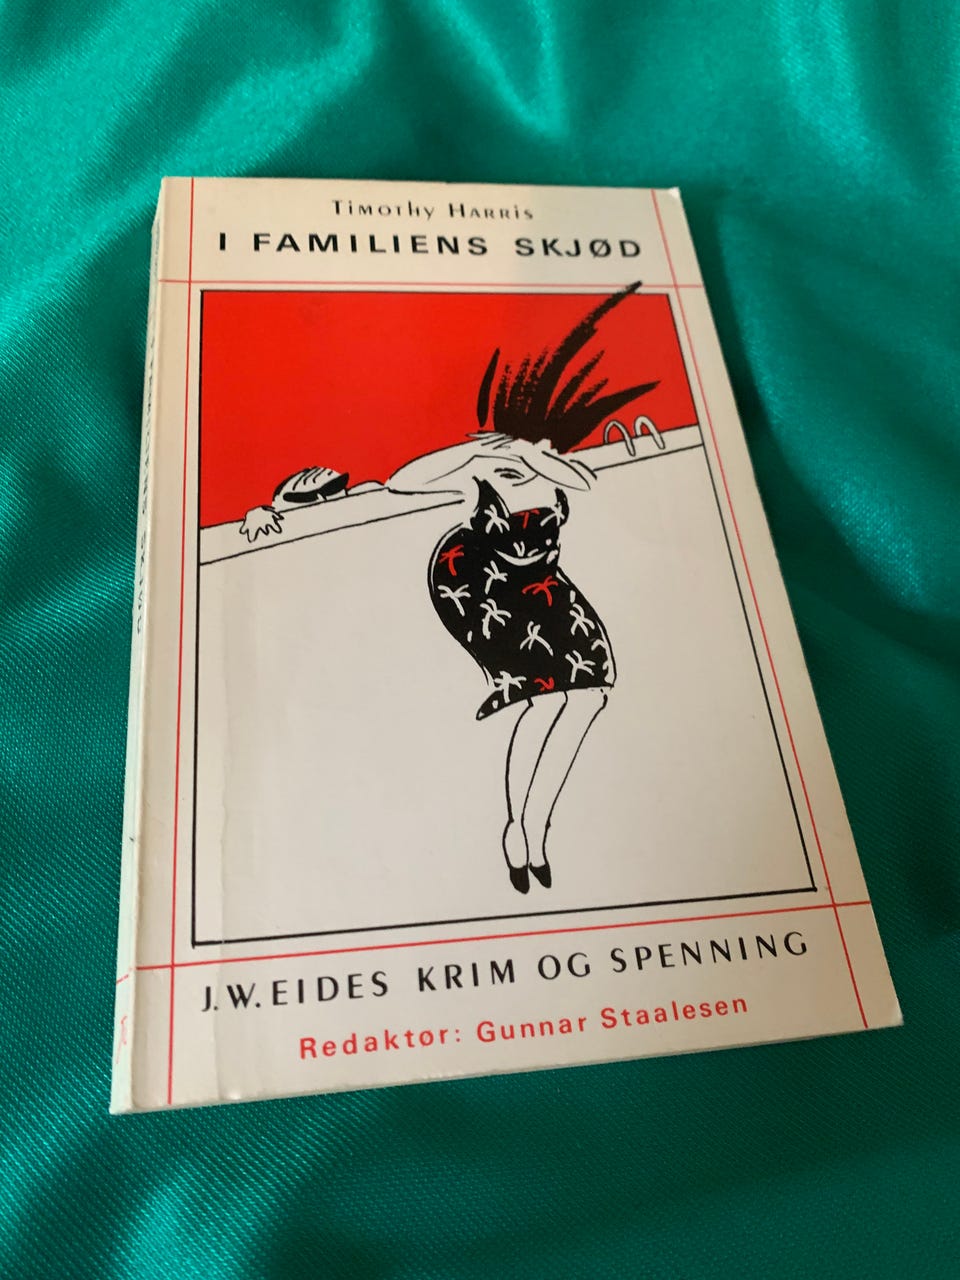 Timothy Harris
I FAMILIENS SKJØD
J.W. EIDES KRIM OG SPENNING
Redaktør: Gunnar Staalesen